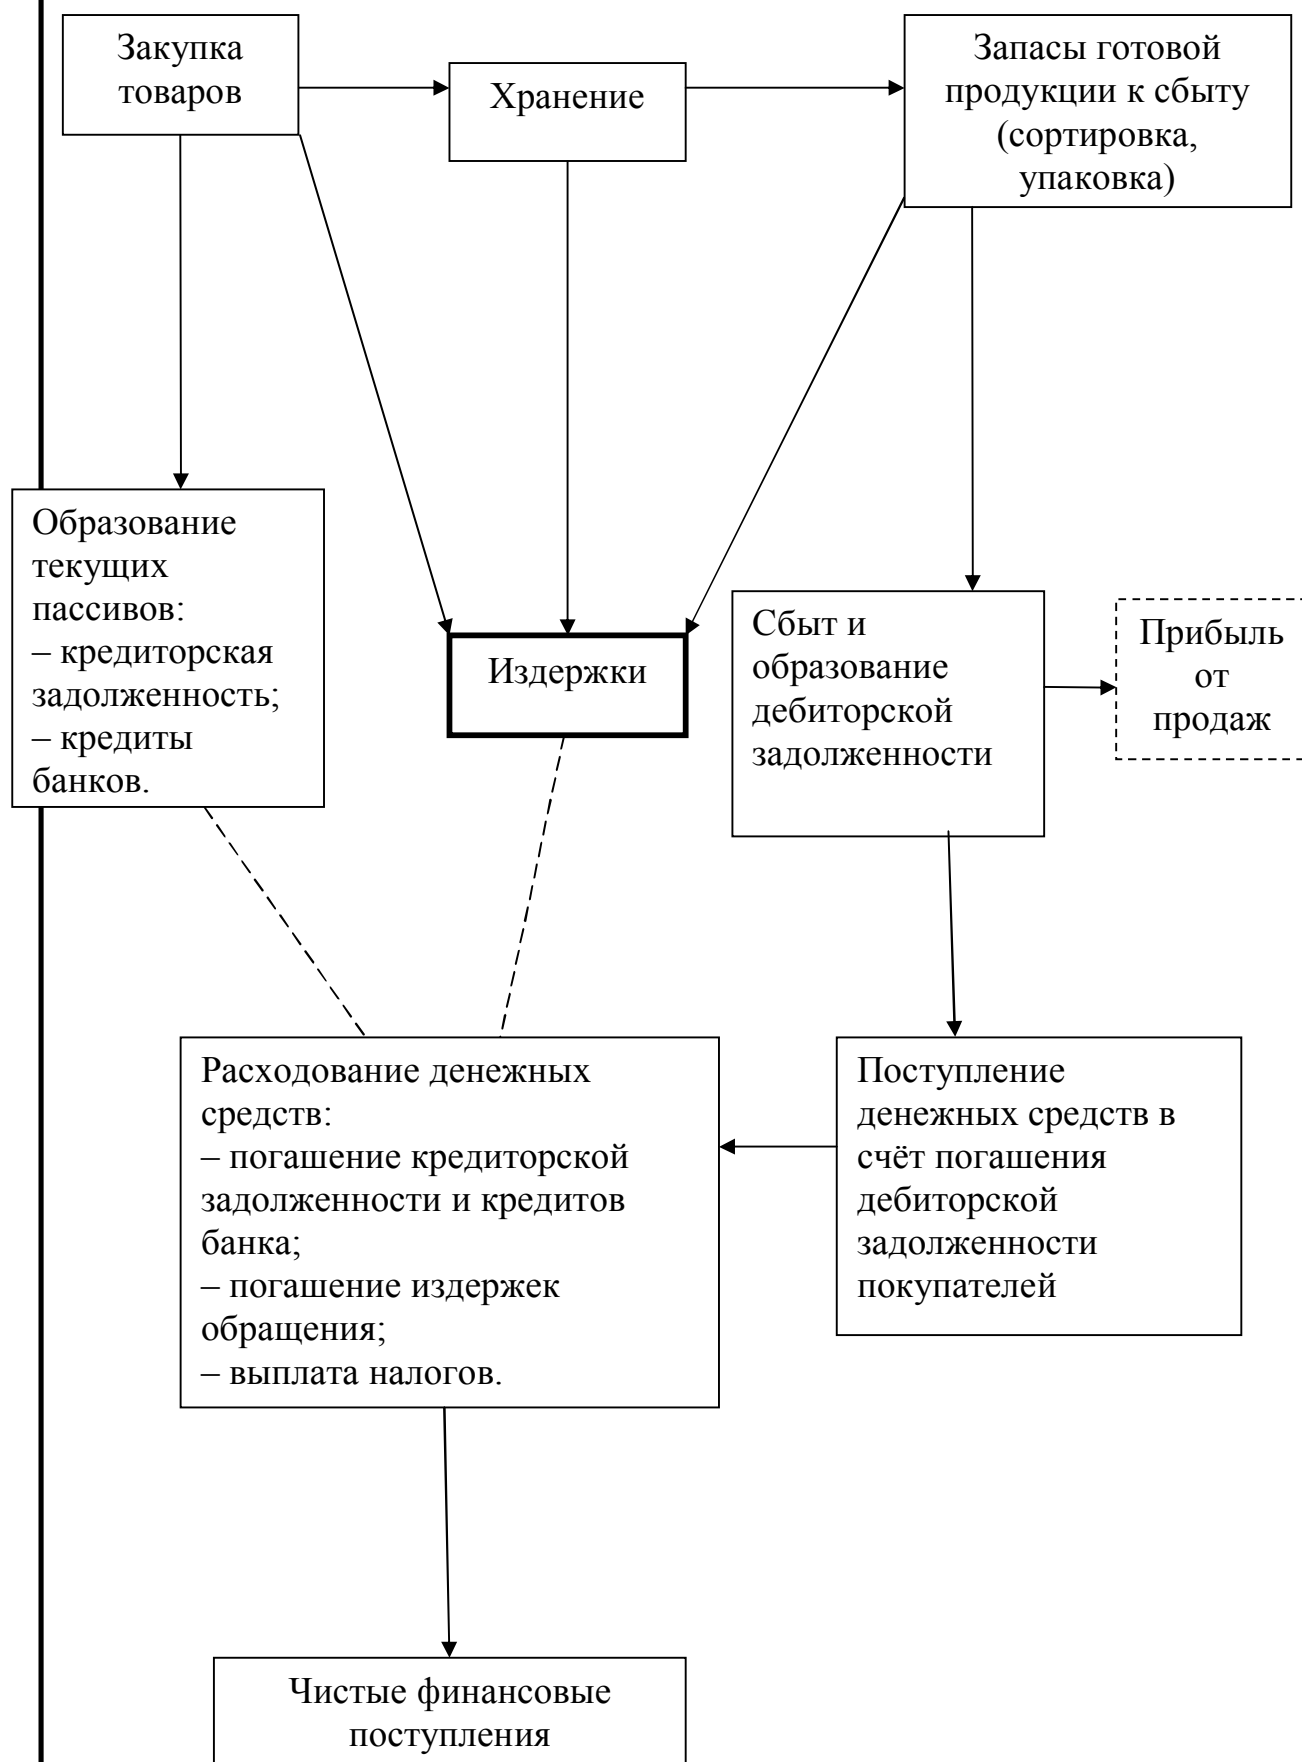 Закупка
товаров
Хранение
Запасы готовой
продукции к сбыту
(сортировка,
упаковка)
Образование
текущих
пассивов:
– кредиторская
задолженность;
– кредиты
банков.
Издержки
Сбыт и
образование
дебиторской
задолженности
Прибыль
от
продаж
Расходование денежных
средств:
– погашение кредиторской
задолженности и кредитов
банка;
– погашение издержек
обращения;
– выплата налогов.
Поступление
денежных средств в
счёт погашения
дебиторской
задолженности
покупателей
Чистые финансовые
поступления